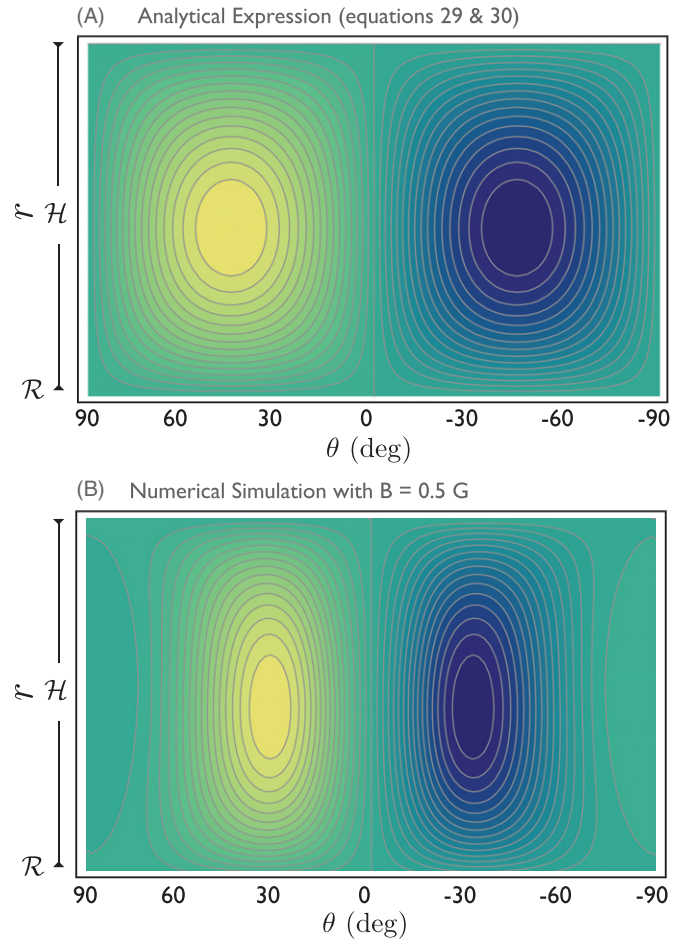 (A) Analytical Expression (equations 29 & 30)
r ℋ
ℛ
90 60 30 0 -30 -60 -90
θ (deg)
(B) Numerical Simulation with B = 0.5 G
r ℋ
ℛ
90 60 30 0 -30 -60 -90
θ (deg)